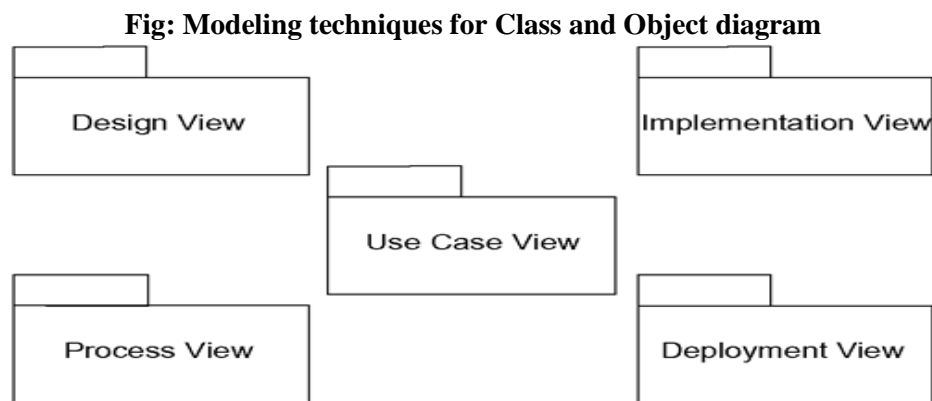 Fig: Modeling techniques for Class and Object diagram
Design View
Implementation View
Use Case View
Process View
Deployment View